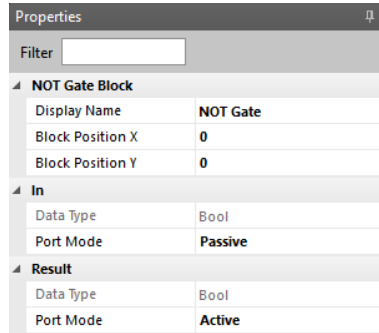 Properties
Filter
NOT Gate Block
Display Name NOT Gate
Block Position X 0
Block Position Y 0
In
Data Type Bool
Port Mode Passive
Result
Data Type Bool
Port Mode Active